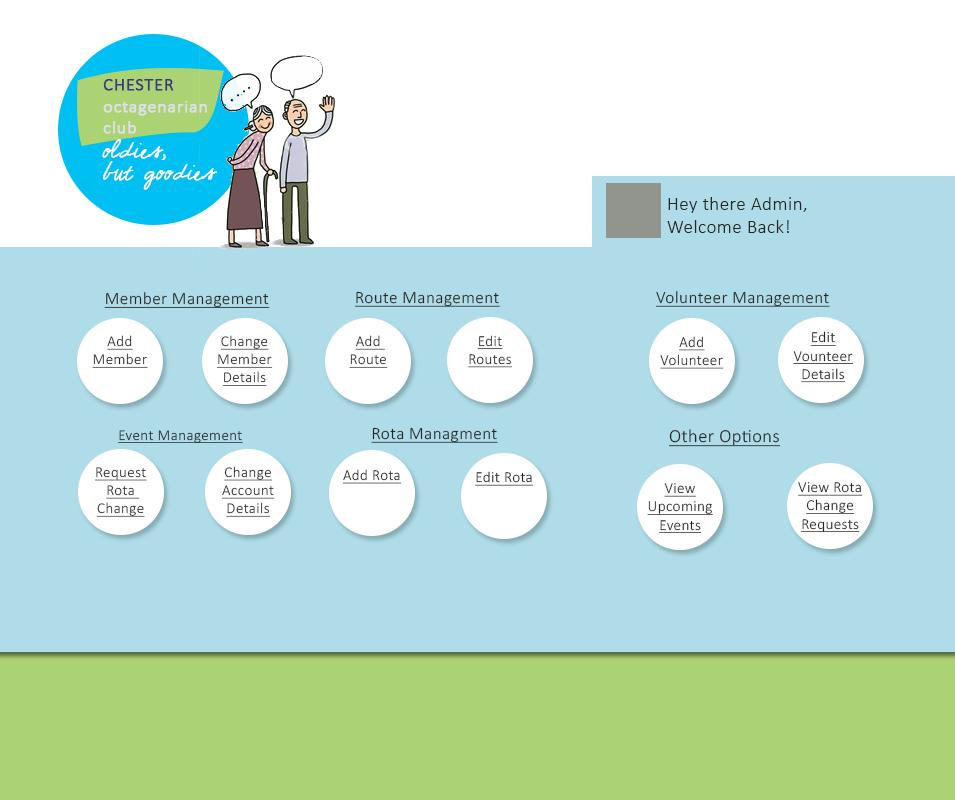 CHESTER
octagenarian
club
oldies,
but goodies
Hey there Admin,
Welcome Back!
Member Management
Add
Member
Change
Member
Details
Route Management
Add
Route
Edit
Routes
Volunteer Management
Add
Volunteer
Edit
Vounteer
Details
Event Management
Request
Rota
Change
Change
Account
Details
Rota Managment
Add Rota
Edit Rota
Other Options
View
Upcoming
Events
View Rota
Change
Requests